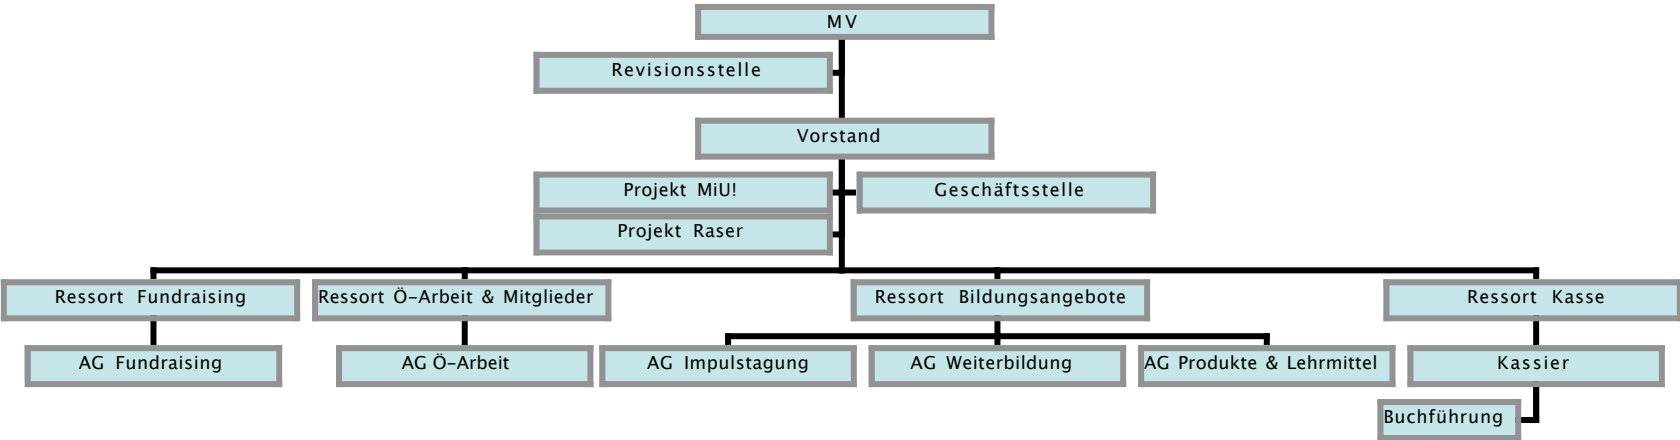 MV
Revisionsstelle
Vorstand
Projekt MiU!
Geschäftsstelle
Projekt Raser
Ressort Fundraising
Ressort Ö-Arbeit & Mitglieder
Ressort Bildungsangebote
Ressort Kasse
AG Fundraising
AG Ö-Arbeit
AG Impulstagung
AG Weiterbildung
AG Produkte & Lehrmittel
Kassier
Buchführung